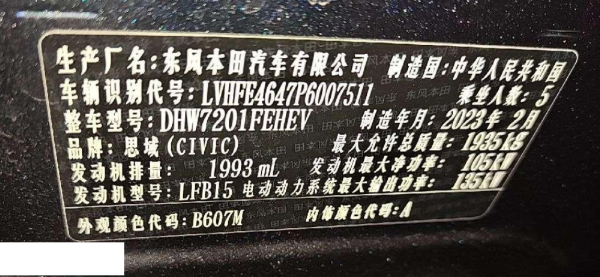 生产厂名:东风本田汽车有限公司 制造国:中华人民共和国
车辆识别代号:LVHFE4647P6007511 乘坐人数:5
整车型号:DHW7201FEHEV 制造年月:2023年2月
品牌:思域(CIVIC) 最大允许总质量:1935kg
发动机排量:1993mL 发动机最大净功率:105kW
发动机型号:LFB15 电动动力系统最大输出功率:135kW
外观颜色代码:B607M 内饰颜色代码:A